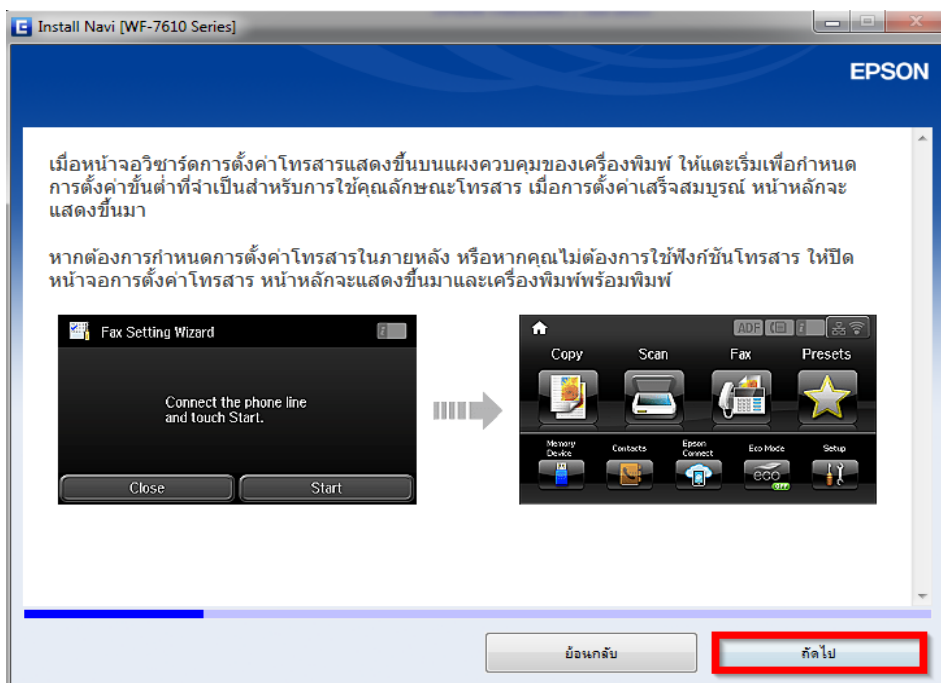 Install Navi [WF-7610 Series]
EPSON
เมื่อหน้าจอวิซาร์ดการตั้งค่าโทรสารแสดงขึ้นบนแผงควบคุมของเครื่องพิมพ์ ให้แตะเริ่มเพื่อกำหนด
การตั้งค่าขั้นต่ำที่จำเป็นสำหรับการใช้คุณลักษณะโทรสาร เมื่อการตั้งค่าเสร็จสมบูรณ์ หน้าหลักจะ
แสดงขึ้นมา
หากต้องการกำหนดการตั้งค่าโทรสารในภายหลัง หรือหากคุณไม่ต้องการใช้ฟังก์ชันโทรสาร ให้ปิด
หน้าจอการตั้งค่าโทรสาร หน้าหลักจะแสดงขึ้นมาและเครื่องพิมพ์พร้อมพิมพ์
Fax Setting Wizard
Connect the phone line
and touch Start.
Close Start
ADF
Copy Scan Fax Presets
Memory Device Contacts Epson Connect Eco Mode Setup
eco
OFF
ย้อนกลับ ถัดไป